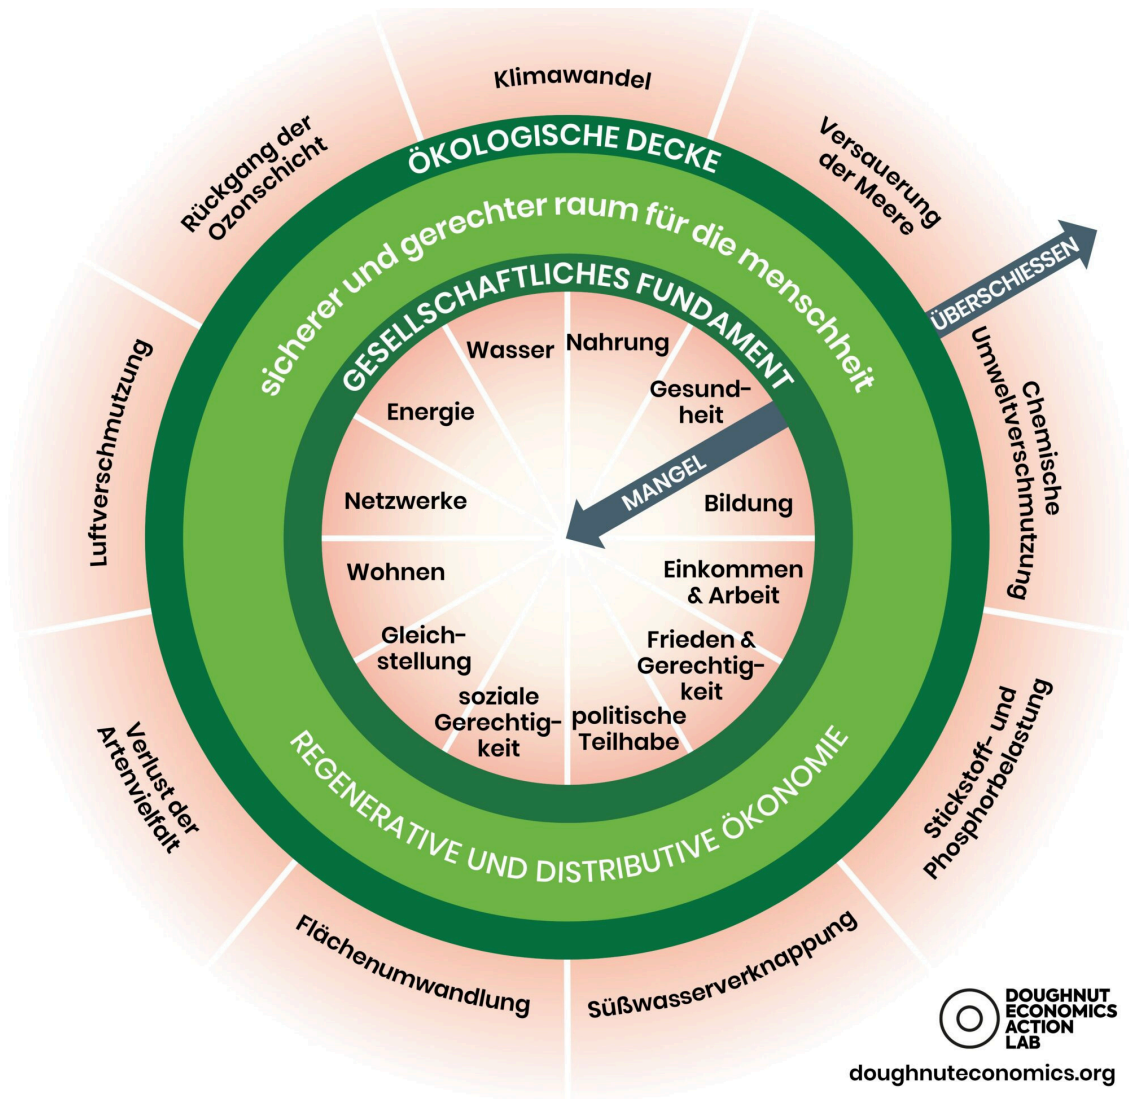 Klimawandel
Versauerung
der Meere
ÜBERSCHIESSEN
Chemische
Umweltverschmutzung
Stickstoff- und
Phosphorbelastung
Süßwasserverknappung
Flächenumwandlung
Verlust der
Artenvielfalt
Luftverschmutzung
Rückgang der
Ozonschicht
ÖKOLOGISCHE DECKE
sicherer und gerechter raum für die menschheit
GESELLSCHAFTLICHES FUNDAMENT
Wasser
Nahrung
Gesund-
heit
MANGEL
Bildung
Einkommen
& Arbeit
Frieden &
Gerechtig-
keit
politische
Teilhabe
soziale
Gerechtig-
keit
Gleich-
stellung
Wohnen
Netzwerke
Energie
REGENERATIVE UND DISTRIBUTIVE ÖKONOMIE
DOUGHNUT
ECONOMICS
ACTION
LAB
doughnuteconomics.org